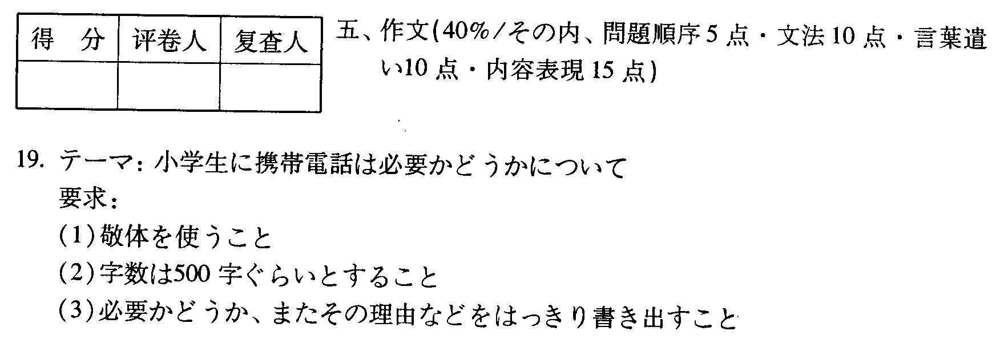 得 分 评卷人 复查人
五、作文(40%/その内、問題順序5点・文法10点・言葉遣
い10点・内容表現15点)
19. テーマ：小学生に携帯電話は必要かどうかについて
要求：
(1)敬体を使うこと
(2)字数は500字ぐらいとすること
(3)必要かどうか、またその理由などをはっきり書き出すこと